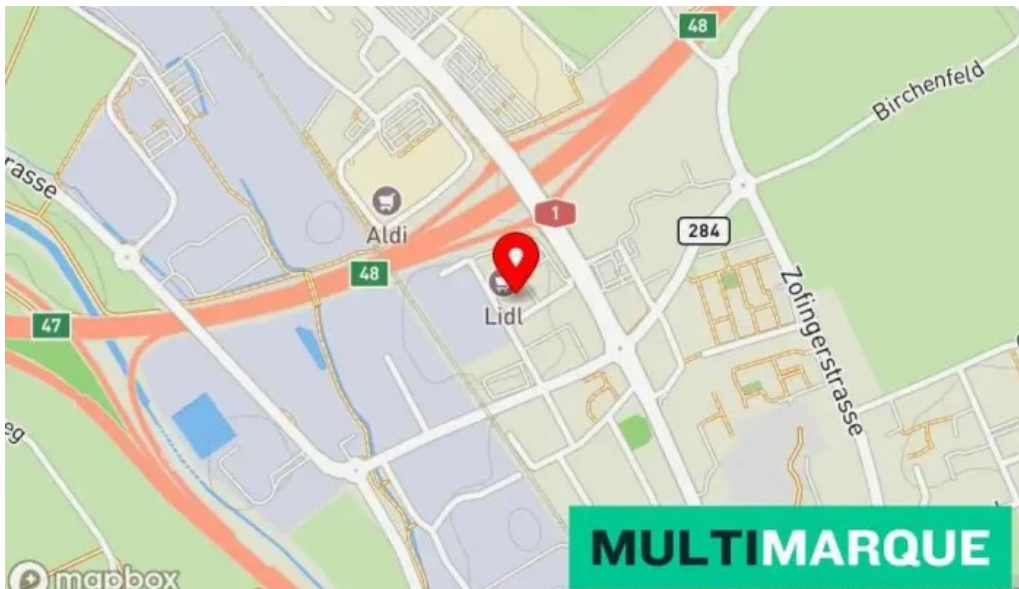 48
Birchenfeld
rasse
Aldi
1
284
48
Lidl
47
Zofingerstrasse
eg
MULTIMARQUE
mapbox